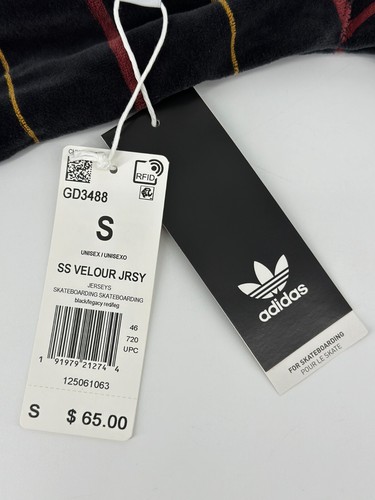 RFID
GD3488
S
UNISEX / UNISEXO
SS VELOUR JRSY
JERSEYS
SKATEBOARDING SKATEBOARDING
black/legacy red/leg
46
720
UPC
1 91979 21274 4
125061063
S $ 65.00
adidas
FOR SKATEBOARDING
POUR LE SKATE